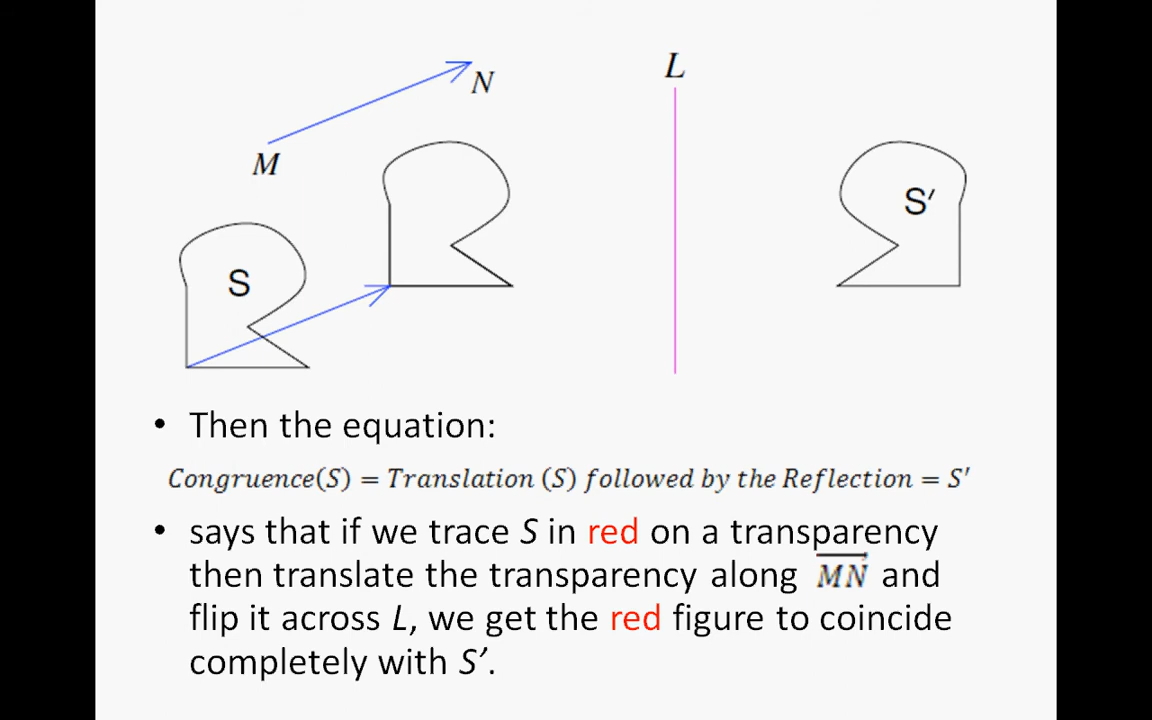 L
N
M
S′
S
• Then the equation:
Congruence(S) = Translation (S) followed by the Reflection = S′
• says that if we trace S in red on a transparency
then translate the transparency along MN and
flip it across L, we get the red figure to coincide
completely with S′.